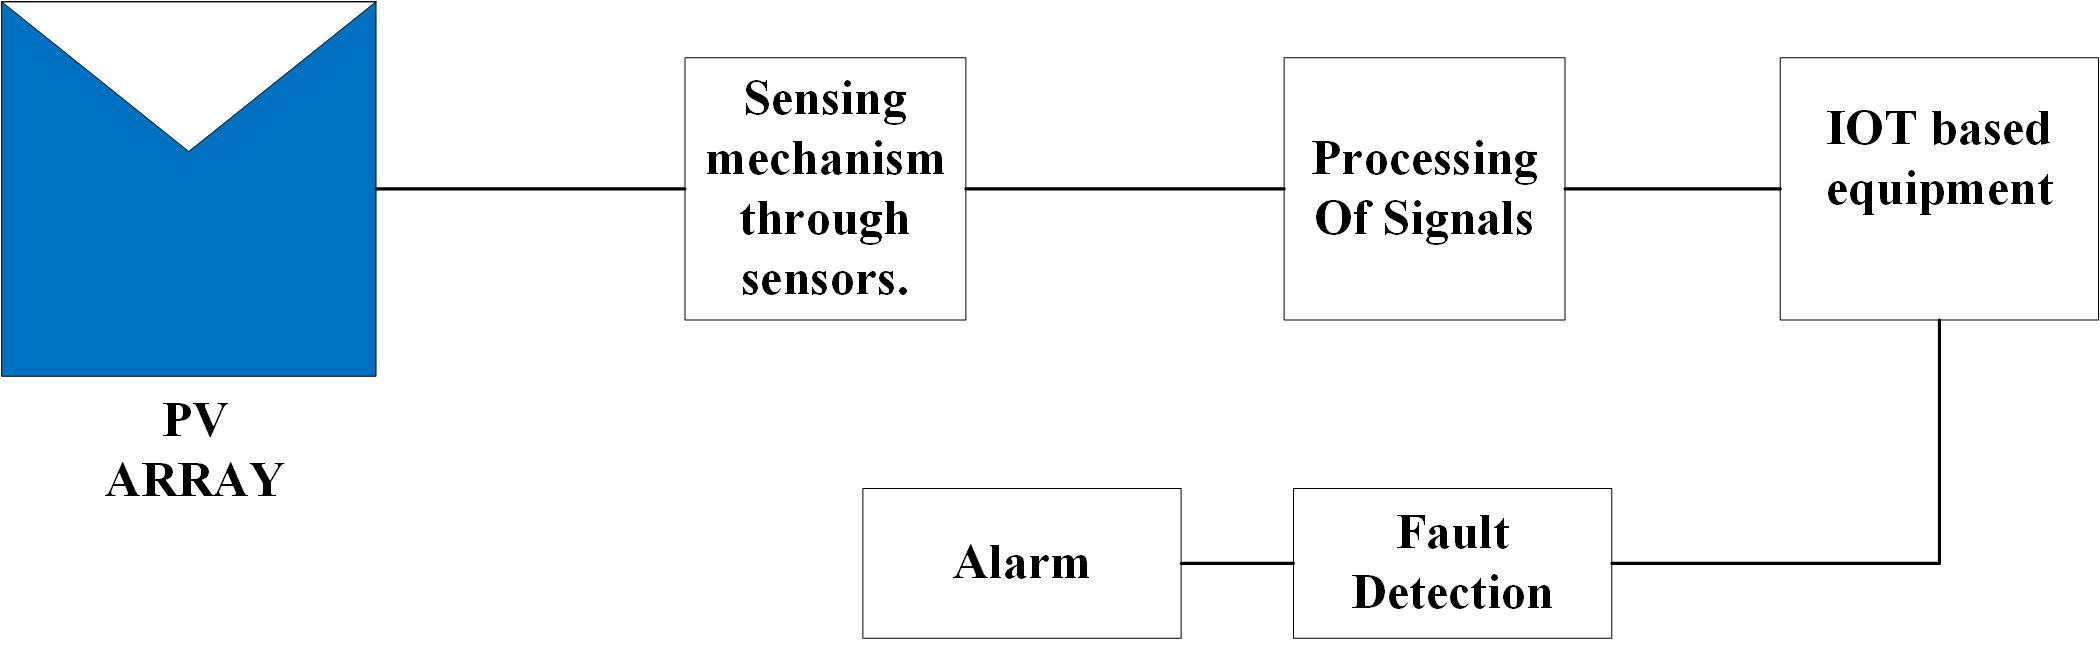 PV
ARRAY
Sensing
mechanism
through
sensors.
Processing
Of Signals
IOT based
equipment
Alarm
Fault
Detection